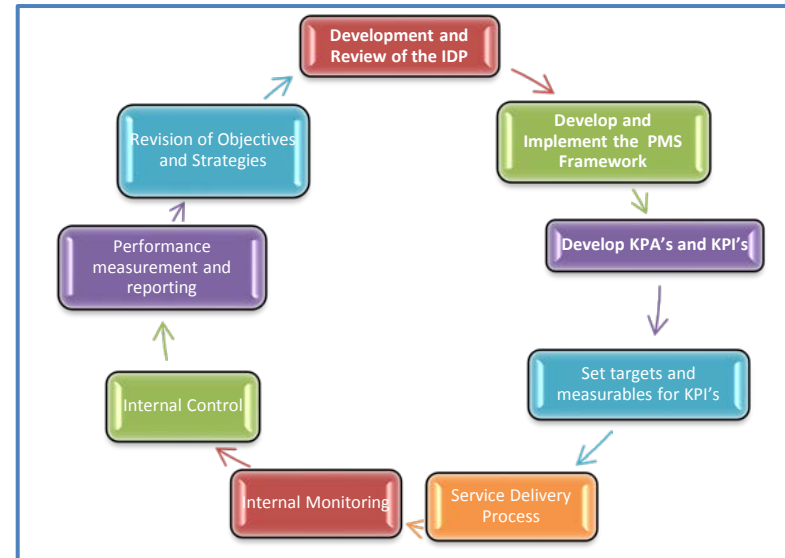 Development and
Review of the IDP
Develop and
Implement the PMS
Framework
Develop KPA's and KPI's
Set targets and
measurables for KPI's
Service Delivery
Process
Internal Monitoring
Internal Control
Performance
measurement and
reporting
Revision of Objectives
and Strategies